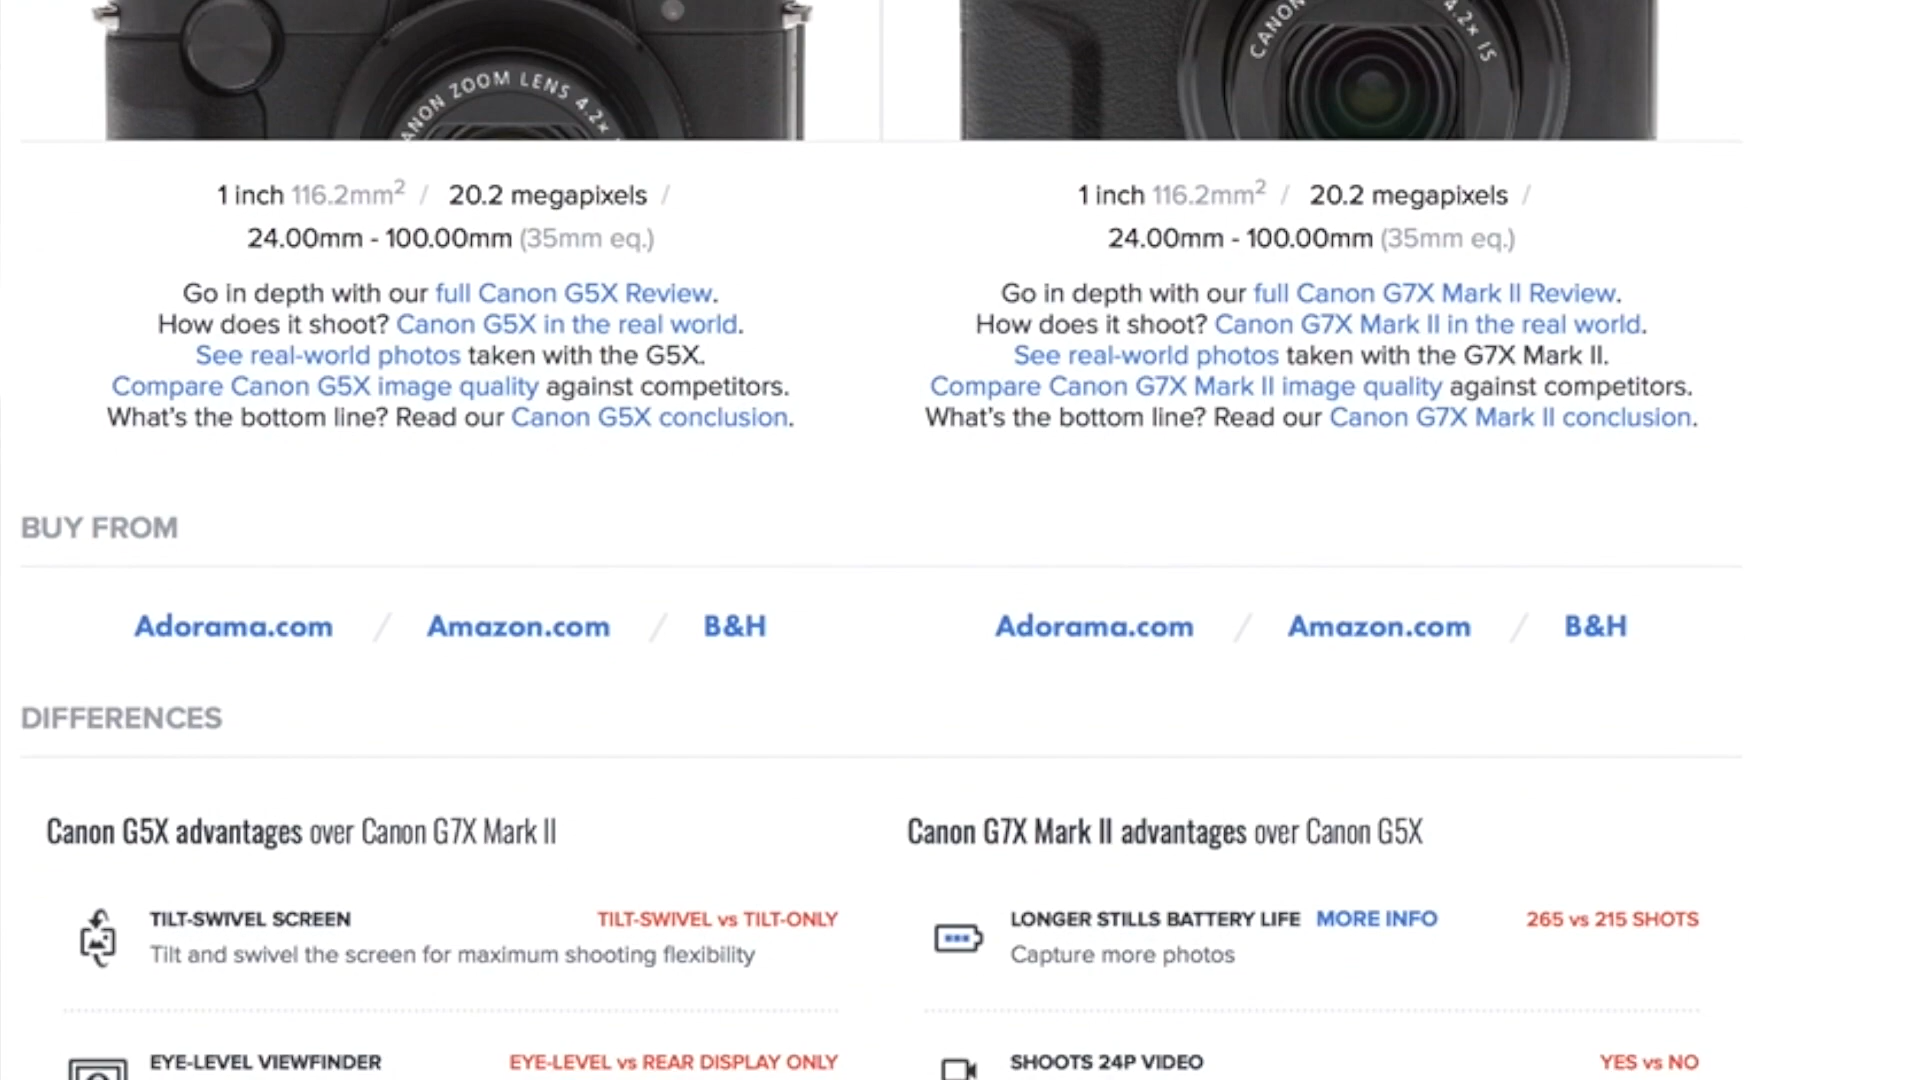 ANON ZOOM LENS 4.2x
CANON
4.2x IS
1 inch 116.2mm² / 20.2 megapixels /
24.00mm - 100.00mm (35mm eq.)
Go in depth with our full Canon G5X Review.
How does it shoot? Canon G5X in the real world.
See real-world photos taken with the G5X.
Compare Canon G5X image quality against competitors.
What's the bottom line? Read our Canon G5X conclusion.
1 inch 116.2mm² / 20.2 megapixels /
24.00mm - 100.00mm (35mm eq.)
Go in depth with our full Canon G7X Mark II Review.
How does it shoot? Canon G7X Mark II in the real world.
See real-world photos taken with the G7X Mark II.
Compare Canon G7X Mark II image quality against competitors.
What's the bottom line? Read our Canon G7X Mark II conclusion.
BUY FROM
Adorama.com / Amazon.com / B&H
Adorama.com / Amazon.com / B&H
DIFFERENCES
Canon G5X advantages over Canon G7X Mark II
TILT-SWIVEL SCREEN TILT-SWIVEL vs TILT-ONLY
Tilt and swivel the screen for maximum shooting flexibility
EYE-LEVEL VIEWFINDER EYE-LEVEL vs REAR DISPLAY ONLY
Canon G7X Mark II advantages over Canon G5X
LONGER STILLS BATTERY LIFE MORE INFO 265 vs 215 SHOTS
Capture more photos
SHOOTS 24P VIDEO YES vs NO